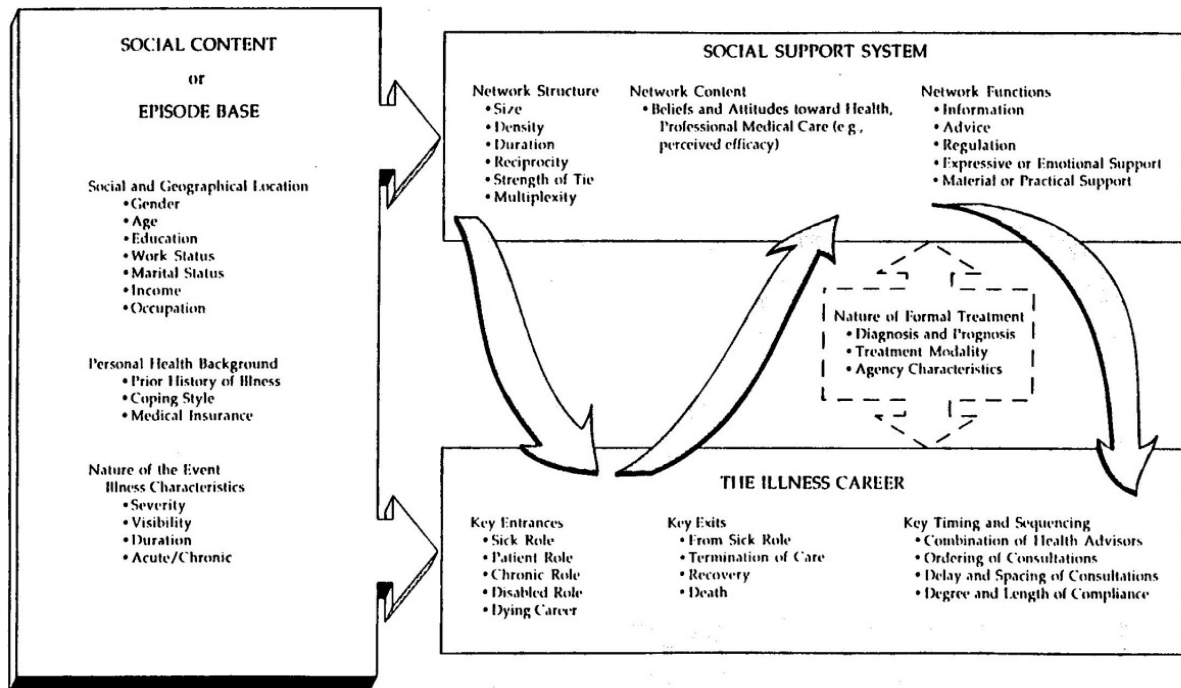 SOCIAL CONTENT
or
EPISODE BASE
Social and Geographical Location
• Gender
• Age
• Education
• Work Status
• Marital Status
• Income
• Occupation
Personal Health Background
• Prior History of Illness
• Coping Style
• Medical Insurance
Nature of the Event
Illness Characteristics
• Severity
• Visibility
• Duration
• Acute/Chronic
SOCIAL SUPPORT SYSTEM
Network Structure
• Size
• Density
• Duration
• Reciprocity
• Strength of Tie
• Multiplexity
Network Content
• Beliefs and Attitudes toward Health,
Professional Medical Care (e.g.,
perceived efficacy)
Network Functions
• Information
• Advice
• Regulation
• Expressive or Emotional Support
• Material or Practical Support
Nature of Formal Treatment
• Diagnosis and Prognosis
• Treatment Modality
• Agency Characteristics
THE ILLNESS CAREER
Key Entrances
• Sick Role
• Patient Role
• Chronic Role
• Disabled Role
• Dying Career
Key Exits
• From Sick Role
• Termination of Care
• Recovery
• Death
Key Timing and Sequencing
• Combination of Health Advisors
• Ordering of Consultations
• Delay and Spacing of Consultations
• Degree and Length of Compliance